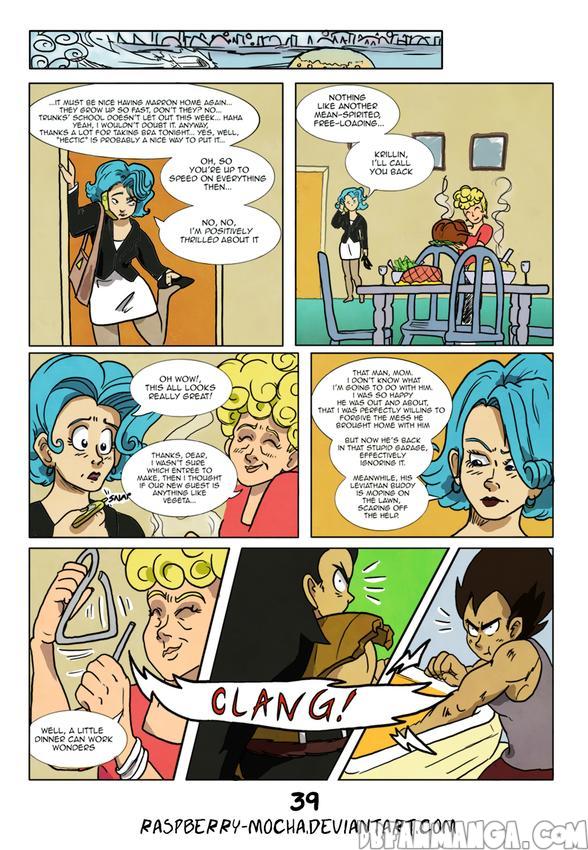 ...IT MUST BE NICE HAVING MARRON HOME AGAIN...
THEY GROW UP SO FAST, DON'T THEY? NO...
TRUNKS' SCHOOL DOESN'T LET OUT THIS WEEK... HAHA
YEAH, I WOULDN'T DOUBT IT. ANYWAY,
THANKS A LOT FOR TAKING BRA TONIGHT... YES, WELL,
"HECTIC" IS PROBABLY A NICE WAY TO PUT IT...
OH, SO
YOU'RE UP TO
SPEED ON EVERYTHING
THEN...
NO, NO,
I'M POSITIVELY
THRILLED ABOUT IT
NOTHING
LIKE ANOTHER
MEAN-SPIRITED,
FREE-LOADING...
KRILLIN,
I'LL CALL
YOU BACK
OH WOW!,
THIS ALL LOOKS
REALLY GREAT!
SNAP
THANKS, DEAR,
I WASN'T SURE
WHICH ENTREE TO
MAKE, THEN I THOUGHT
IF OUR NEW GUEST IS
ANYTHING LIKE
VEGETA...
THAT MAN, MOM.
I DON'T KNOW WHAT
I'M GOING TO DO WITH HIM.
I WAS SO HAPPY
HE WAS OUT AND ABOUT,
THAT I WAS PERFECTLY WILLING TO
FORGIVE THE MESS HE
BROUGHT HOME WITH HIM
BUT NOW HE'S BACK
IN THAT STUPID GARAGE,
EFFECTIVELY
IGNORING IT.
MEANWHILE, HIS
LEVIATHAN BUDDY
IS MOPING ON
THE LAWN,
SCARING OFF
THE HELP.
CLANG!
WELL, A LITTLE
DINNER CAN WORK
WONDERS
39
RASPBERRY-MOCHA.DEVIANTART.COM
DBFANMANGA.COM